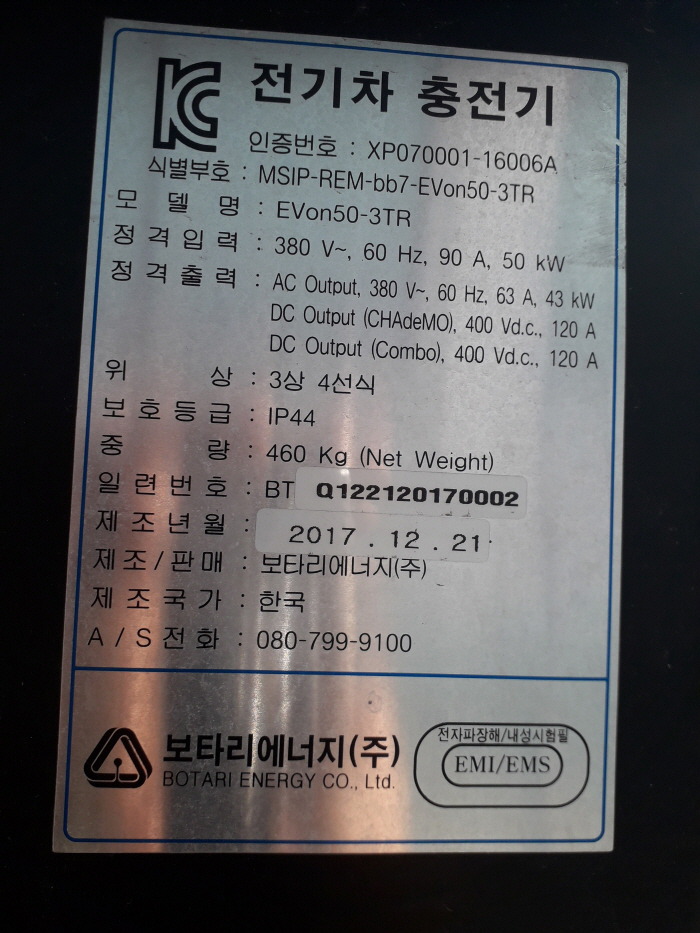 KC 전기차 충전기
인증번호 : XP070001-16006A
식별부호 : MSIP-REM-bb7-EVon50-3TR
모 델 명 : EVon50-3TR
정격입력 : 380 V~, 60 Hz, 90 A, 50 kW
정격출력 : AC Output, 380 V~, 60 Hz, 63 A, 43 kW
DC Output (CHAdeMO), 400 Vd.c., 120 A
DC Output (Combo), 400 Vd.c., 120 A
위 상 : 3상 4선식
보호등급 : IP44
중 량 : 460 Kg (Net Weight)
일련번호 : BT Q122120170002
제조년월 : 2017 . 12 . 21
제조/판매 : 보타리에너지(주)
제조국가 : 한국
A/S전화 : 080-799-9100
보타리에너지(주)
BOTARI ENERGY CO., Ltd.
전자파장해/내성시험필
EMI/EMS